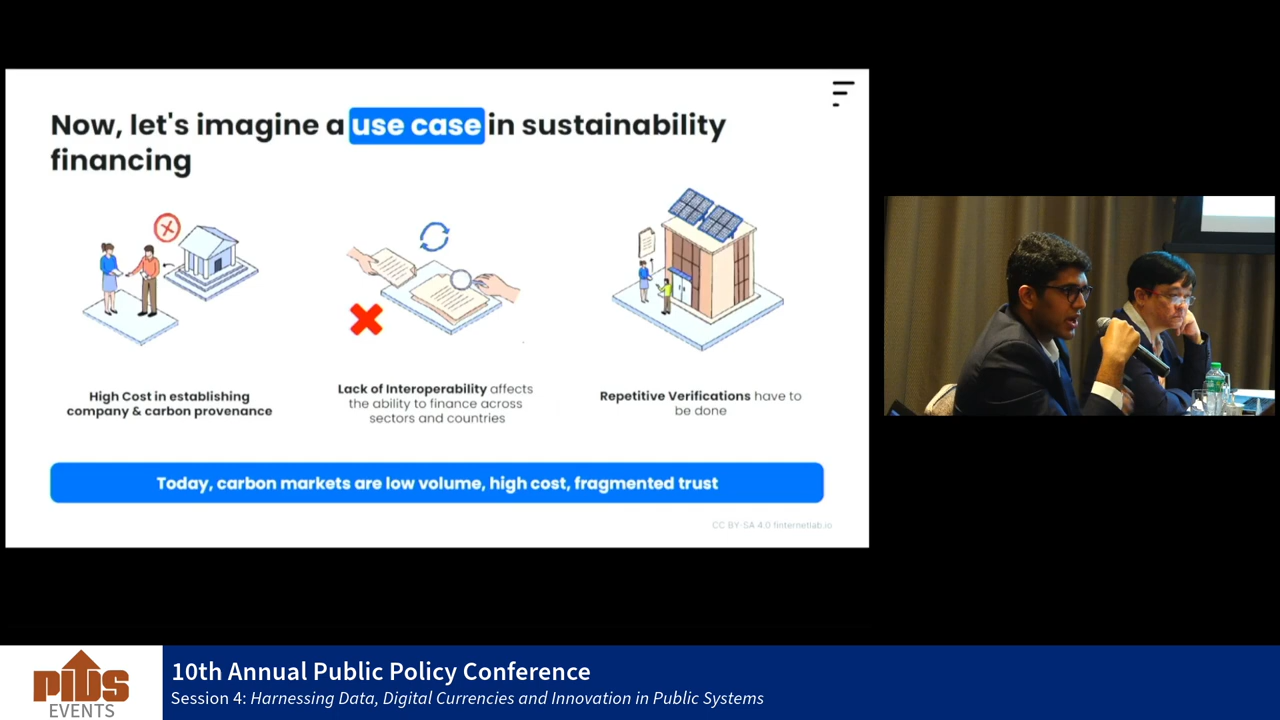 Now, let's imagine a use case in sustainability
financing
High Cost in establishing
company & carbon provenance
Lack of Interoperability affects
the ability to finance across
sectors and countries
Repetitive Verifications have to
be done
Today, carbon markets are low volume, high cost, fragmented trust
CC BY-SA 4.0 finternetlab.io
PIDS
EVENTS
10th Annual Public Policy Conference
Session 4: Harnessing Data, Digital Currencies and Innovation in Public Systems